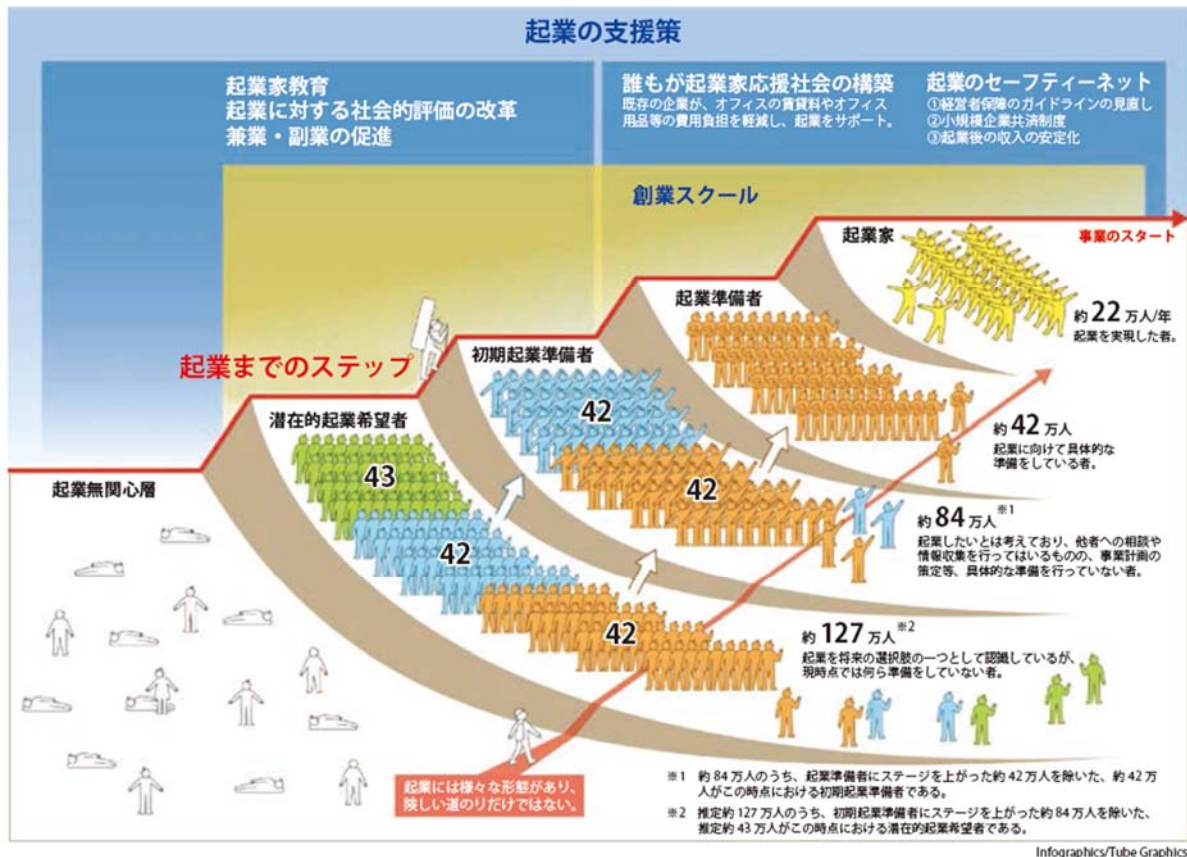 起業の支援策
起業家教育
起業に対する社会的評価の改革
兼業・副業の促進
誰もが起業家応援社会の構築
既存の企業が、オフィスの賃貸料やオフィス
用品等の費用負担を軽減し、起業をサポート。
起業のセーフティーネット
①経営者保障のガイドラインの見直し
②小規模企業共済制度
③起業後の収入の安定化
創業スクール
起業家
事業のスタート
約22万人/年
起業を実現した者。
起業準備者
約42万人
起業に向けて具体的な
準備をしている者。
起業までのステップ
初期起業準備者
42
42
約84万人※1
起業したいとは考えており、他者への相談や
情報収集を行ってはいるものの、事業計画の
策定等、具体的な準備を行っていない者。
潜在的起業希望者
43
42
42
約127万人※2
起業を将来の選択肢の一つとして認識しているが、
現時点では何ら準備をしていない者。
起業無関心層
起業には様々な形態があり、
険しい道のりだけではない。
※1 約84万人のうち、起業準備者にステージを上がった約42万人を除いた、約42万
人がこの時点における初期起業準備者である。
※2 推定約127万人のうち、初期起業準備者にステージを上がった約84万人を除いた、
推定約43万人がこの時点における潜在的起業希望者である。
Infographics/Tube Graphics